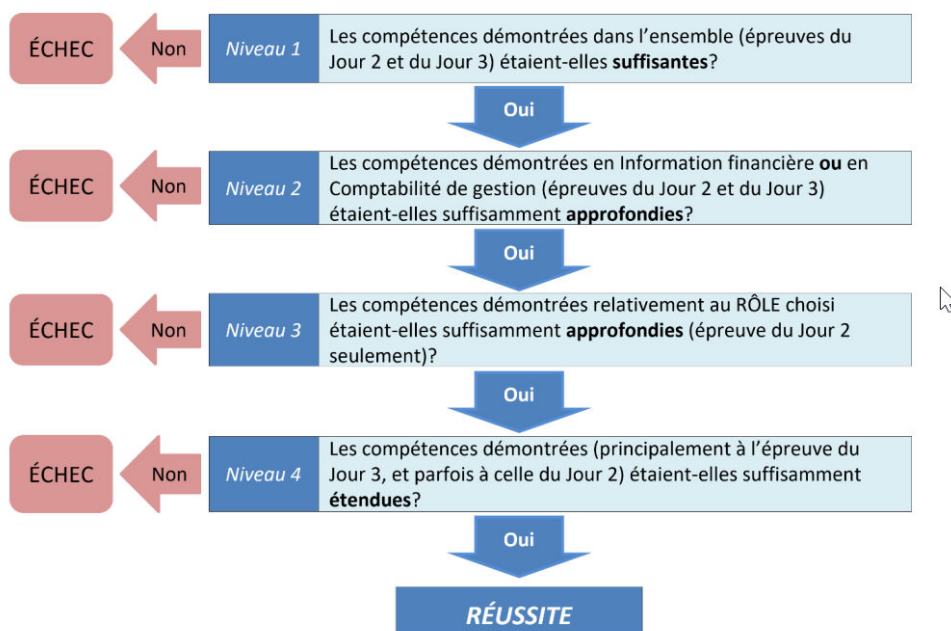 ÉCHEC
Non
Niveau 1
Les compétences démontrées dans l'ensemble (épreuves du
Jour 2 et du Jour 3) étaient-elles suffisantes?
Oui
ÉCHEC
Non
Niveau 2
Les compétences démontrées en Information financière ou en
Comptabilité de gestion (épreuves du Jour 2 et du Jour 3)
étaient-elles suffisamment approfondies?
Oui
ÉCHEC
Non
Niveau 3
Les compétences démontrées relativement au RÔLE choisi
étaient-elles suffisamment approfondies (épreuve du Jour 2
seulement)?
Oui
ÉCHEC
Non
Niveau 4
Les compétences démontrées (principalement à l'épreuve du
Jour 3, et parfois à celle du Jour 2) étaient-elles suffisamment
étendues?
Oui
RÉUSSITE